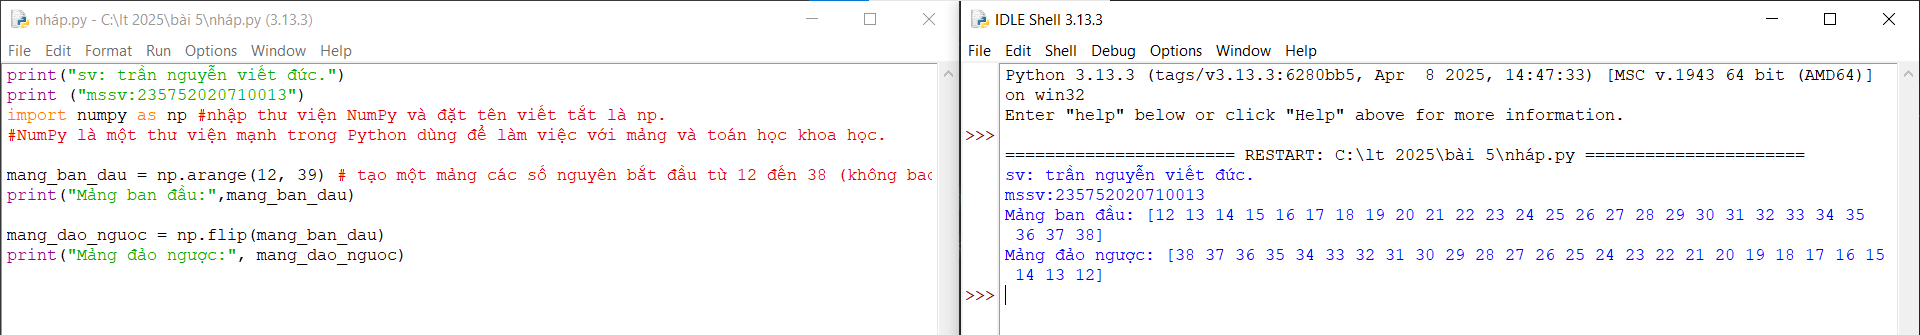 nháp.py - C:\lt 2025\bài 5\nháp.py (3.13.3)
File Edit Format Run Options Window Help
print("sv: trần nguyễn viết đức.")
print ("mssv:235752020710013")
import numpy as np #nhập thư viện NumPy và đặt tên viết tắt là np.
#NumPy là một thư viện mạnh trong Python dùng để làm việc với mảng và toán học khoa học.
mang_ban_dau = np.arange(12, 39) # tạo một mảng các số nguyên bắt đầu từ 12 đến 38 (không bao
print("Mảng ban đầu:",mang_ban_dau)
mang_dao_nguoc = np.flip(mang_ban_dau)
print("Mảng đảo ngược:", mang_dao_nguoc)
IDLE Shell 3.13.3
File Edit Shell Debug Options Window Help
Python 3.13.3 (tags/v3.13.3:6280bb5, Apr  8 2025, 14:47:33) [MSC v.1943 64 bit (AMD64)]
on win32
Enter "help" below or click "Help" above for more information.
>>>
======================= RESTART: C:\lt 2025\bài 5\nháp.py ======================
sv: trần nguyễn viết đức.
mssv:235752020710013
Mảng ban đầu: [12 13 14 15 16 17 18 19 20 21 22 23 24 25 26 27 28 29 30 31 32 33 34 35
36 37 38]
Mảng đảo ngược: [38 37 36 35 34 33 32 31 30 29 28 27 26 25 24 23 22 21 20 19 18 17 16 15
14 13 12]
>>>